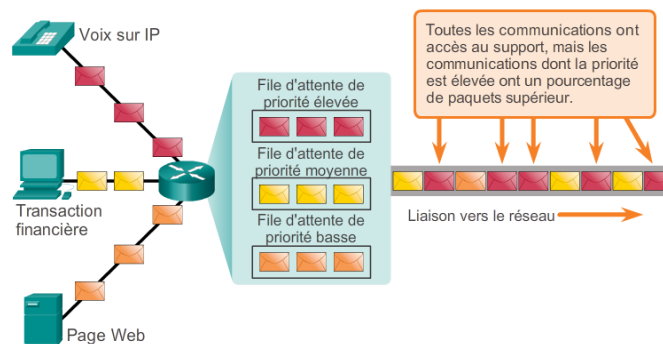 Voix sur IP
Transaction
financière
Page Web
File d'attente de
priorité élevée
File d'attente de
priorité moyenne
File d'attente de
priorité basse
Toutes les communications ont
accès au support, mais les
communications dont la priorité
est élevée ont un pourcentage
de paquets supérieur.
Liaison vers le réseau